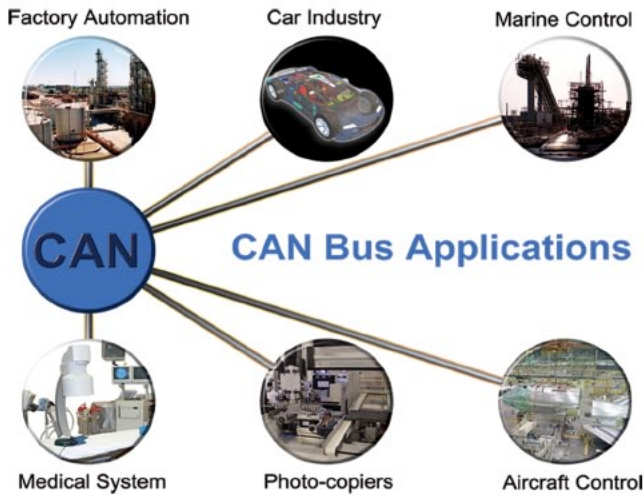 Factory Automation
Car Industry
Marine Control
CAN
CAN Bus Applications
Medical System
Photo-copiers
Aircraft Control